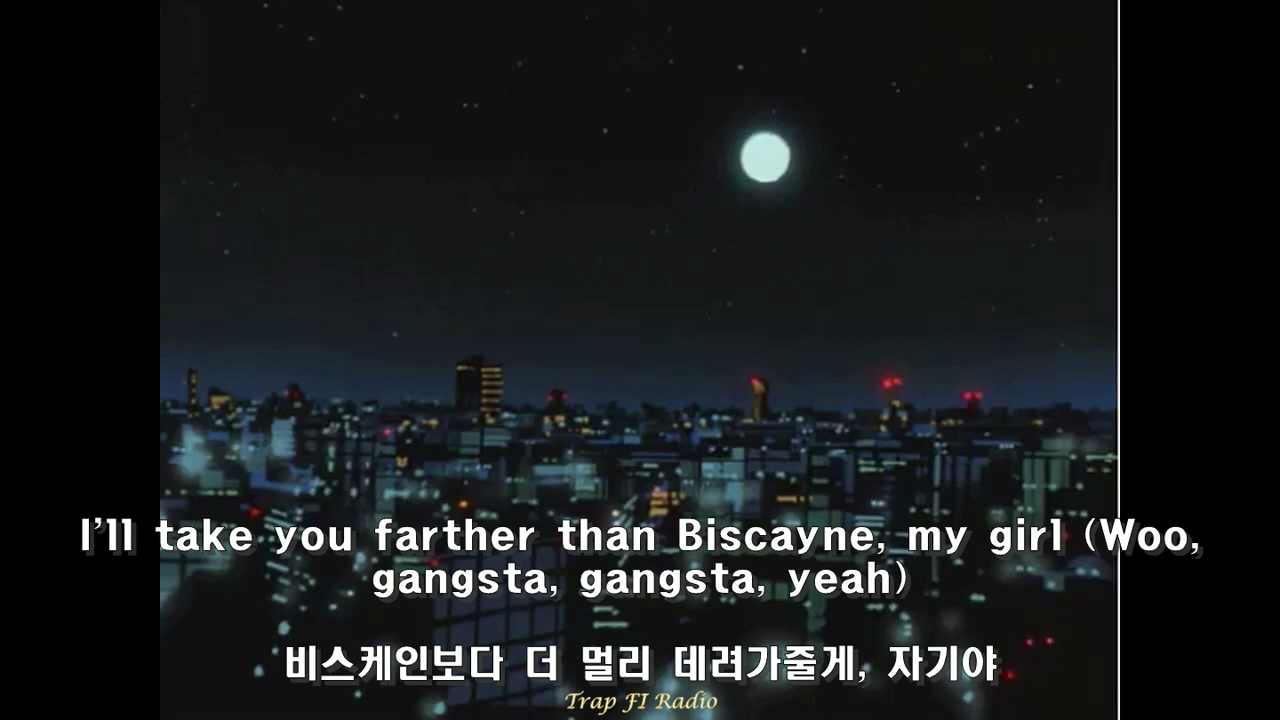 I’ll take you farther than Biscayne, my girl (Woo,
gangsta, gangsta, yeah)
비스케인보다 더 멀리 데려가줄게, 자기야
Trap FI Radio